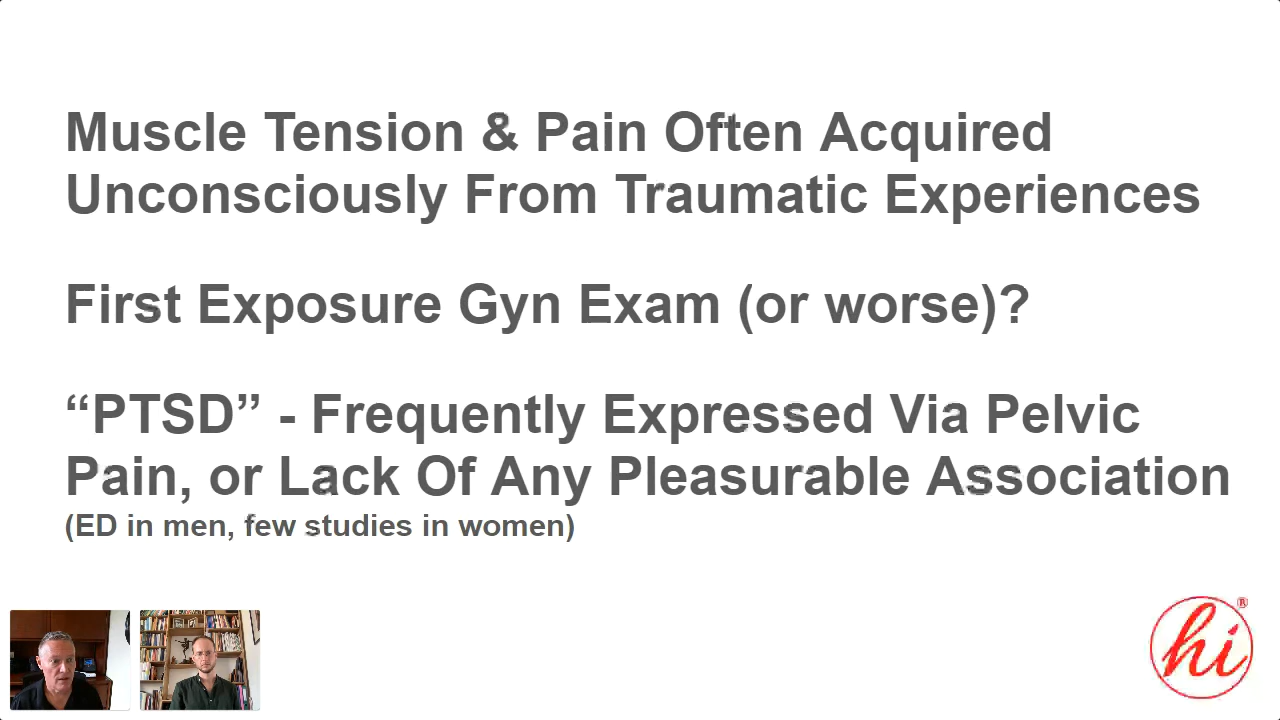 Muscle Tension & Pain Often Acquired
Unconsciously From Traumatic Experiences
First Exposure Gyn Exam (or worse)?
“PTSD” - Frequently Expressed Via Pelvic
Pain, or Lack Of Any Pleasurable Association
(ED in men, few studies in women)
hi®